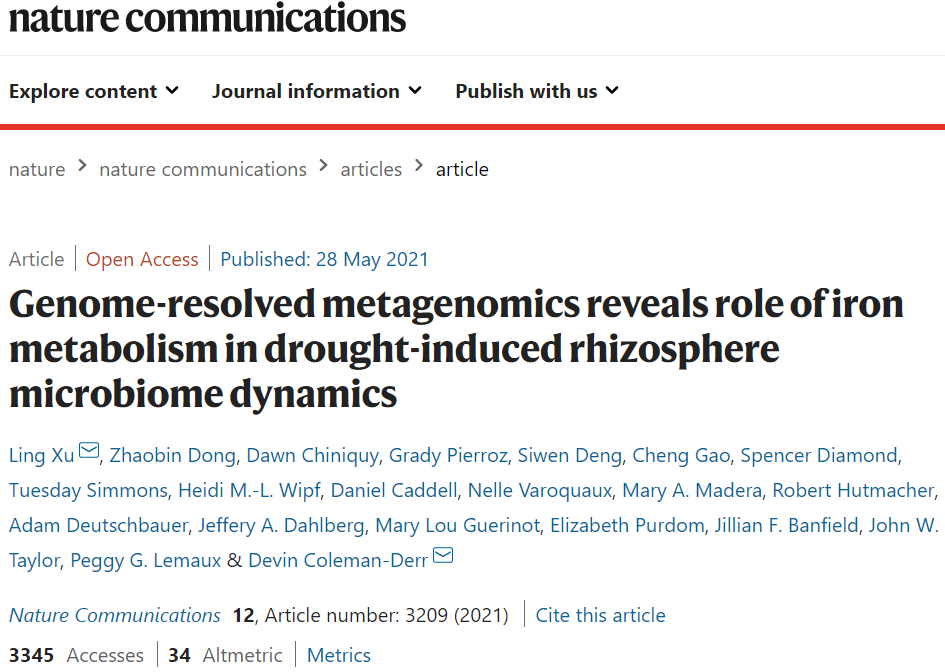 nature communications
Explore content Journal information Publish with us
nature > nature communications > articles > article
Article | Open Access | Published: 28 May 2021
Genome-resolved metagenomics reveals role of iron
metabolism in drought-induced rhizosphere
microbiome dynamics
Ling Xu, Zhaobin Dong, Dawn Chiniquy, Grady Pierroz, Siwen Deng, Cheng Gao, Spencer Diamond,
Tuesday Simmons, Heidi M.-L. Wipf, Daniel Caddell, Nelle Varoquaux, Mary A. Madera, Robert Hutmacher,
Adam Deutschbauer, Jeffery A. Dahlberg, Mary Lou Guerinot, Elizabeth Purdom, Jillian F. Banfield, John W.
Taylor, Peggy G. Lemaux & Devin Coleman-Derr
Nature Communications 12, Article number: 3209 (2021) | Cite this article
3345 Accesses | 34 Altmetric | Metrics